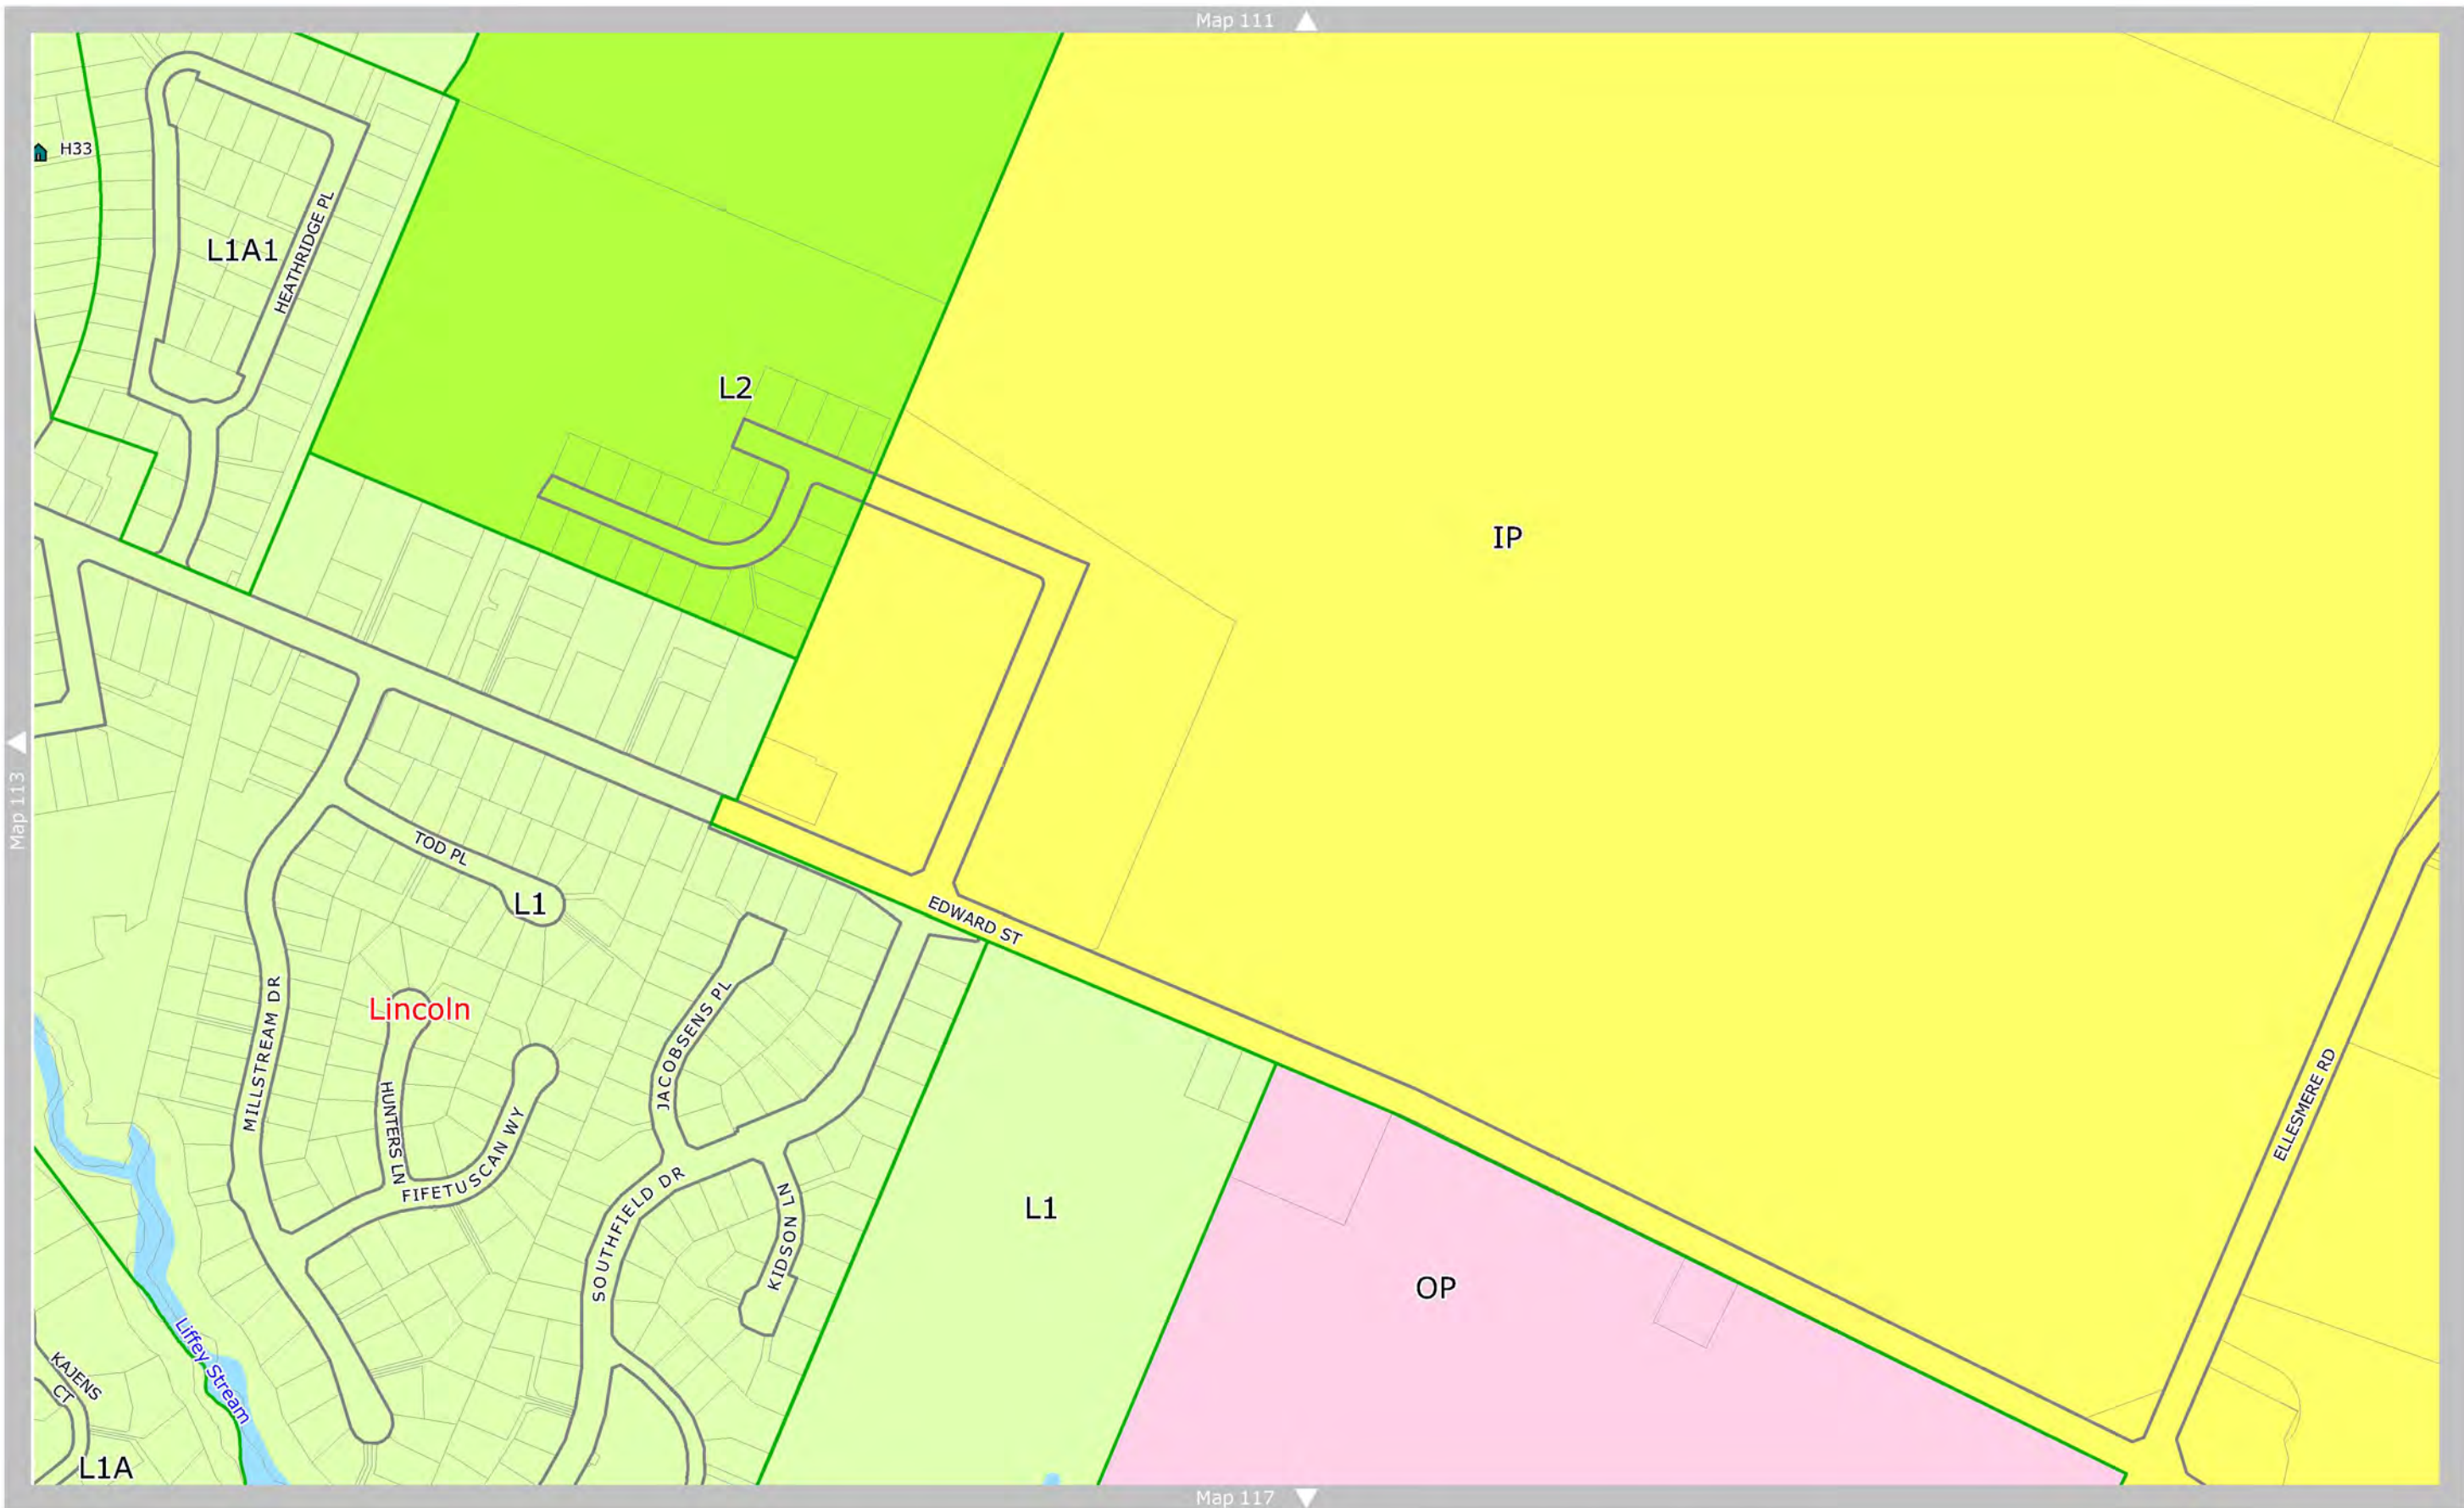 Map 111
H33
L1A1
HEATHRIDGE PL
L2
IP
Map 113
TOD PL
L1
EDWARD ST
MILLSTREAM DR
Lincoln
JACOBSENS PL
HUNTERS LN
FIFETUSCAN WY
SOUTHFIELD DR
KIDSON LN
L1
ELLESMERE RD
OP
Liffey Stream
KAJENS
CT
L1A
Map 117